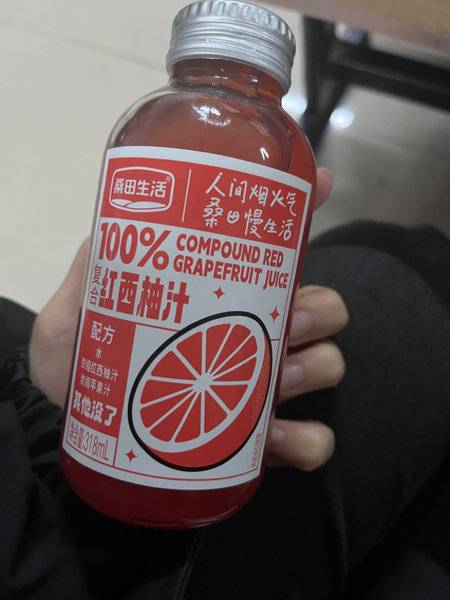 桑田生活
人间烟火气
桑田慢生活
100% COMPOUND RED
GRAPEFRUIT JUICE
复合红西柚汁
配方
水
浓缩红西柚汁
浓缩苹果汁
其他没了
净含量:318mL